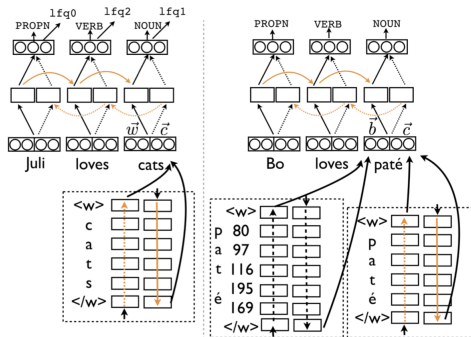 lfq0 lfq2 lfq1
PROPN VERB NOUN
w⃗ c⃗
Juli loves cats
<w>
c
a
t
s
</w>
PROPN VERB NOUN
b⃗ c⃗
Bo loves paté
<w>
p 80
a 97
t 116
é 195
169
</w>
<w>
p
a
t
é
</w>